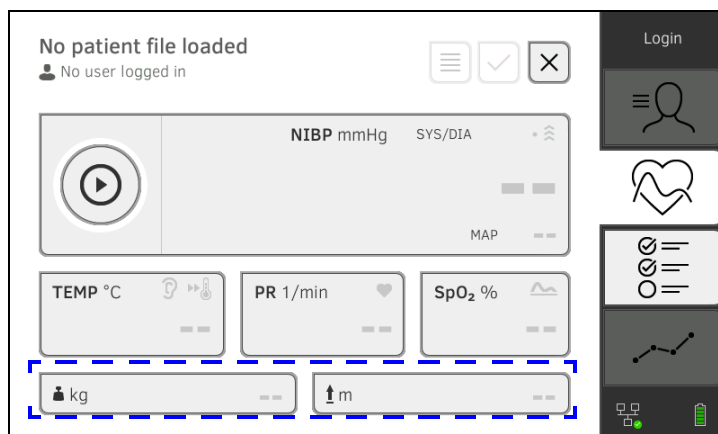 No patient file loaded
No user logged in
Login
NIBP mmHg SYS/DIA
-- --
MAP --
TEMP °C
--
PR 1/min
--
SpO₂ %
--
kg --
m --